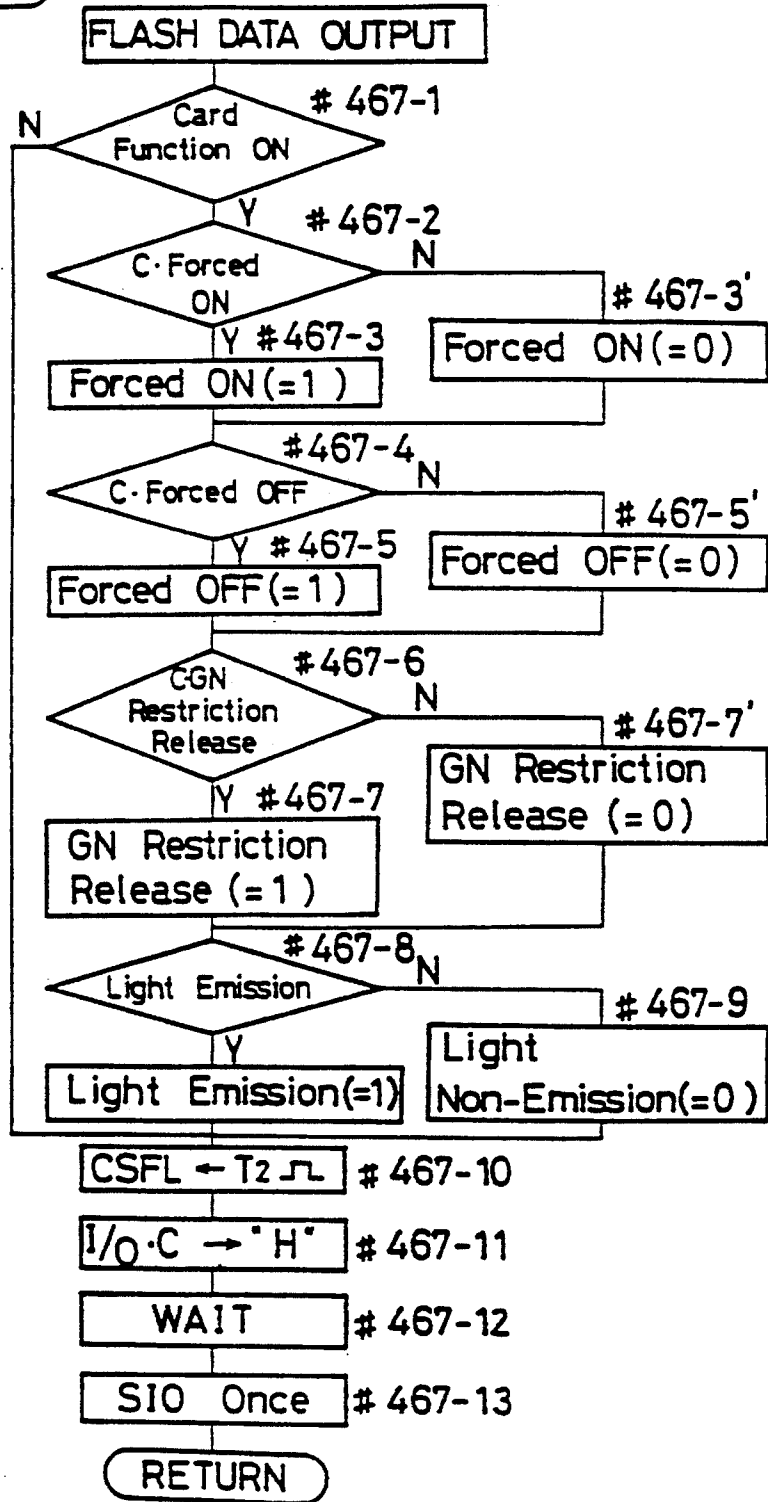 FLASH DATA OUTPUT
# 467-1
N
Card
Function ON
Y
# 467-2
C·Forced
ON
N
Y #467-3
# 467-3'
Forced ON(=1)
Forced ON(=0)
#467-4
C·Forced OFF
N
Y #467-5
# 467-5'
Forced OFF(=1)
Forced OFF(=0)
#467-6
C·GN
Restriction
Release
N
Y #467-7
# 467-7'
GN Restriction
Release (=1)
GN Restriction
Release (=0)
#467-8
Light Emission
N
Y
# 467-9
Light Emission(=1)
Light
Non-Emission(=0)
CSFL ← T2 # 467-10
I/O·C → "H" # 467-11
WAIT # 467-12
SIO Once # 467-13
RETURN